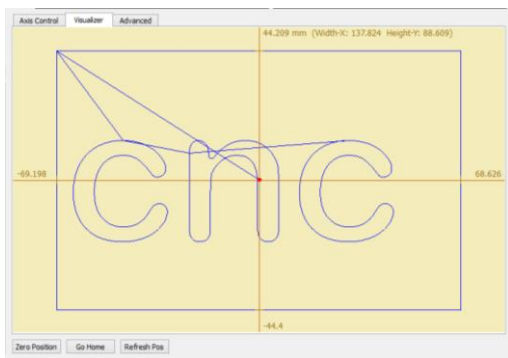 Axis Control Visualizer Advanced
44.209 mm (Width-X: 137.824 Height-Y: 88.609)
cnc
-69.198 68.626
-44.4
Zero Position Go Home Refresh Pos